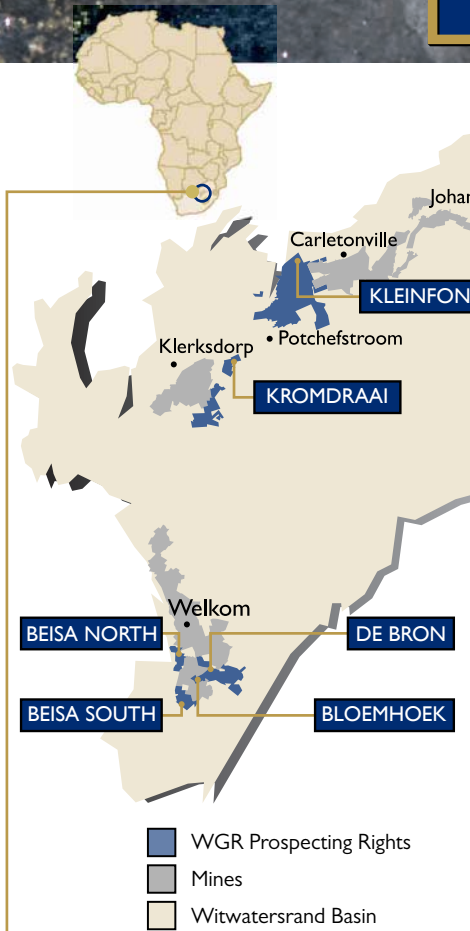 Johan
Carletonville
KLEINFON
Potchefstroom
Klerksdorp
KROMDRAAI
Welkom
BEISA NORTH
DE BRON
BEISA SOUTH
BLOEMHOEK
WGR Prospecting Rights
Mines
Witwatersrand Basin